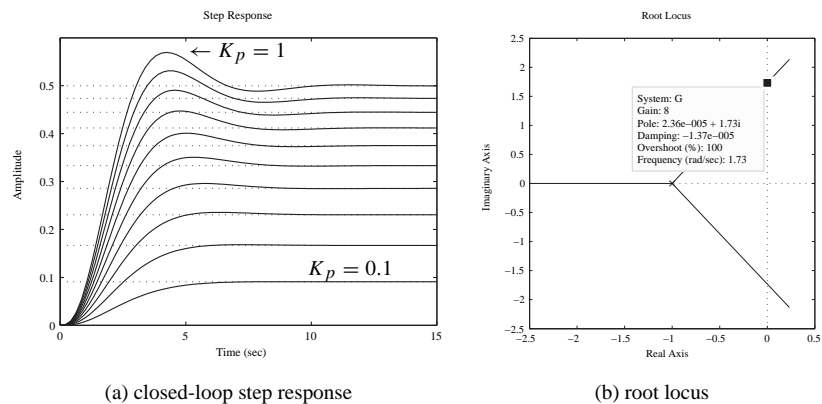 Step Response
Amplitude
0.5
0.4
0.3
0.2
0.1
0
0
5
10
15
Time (sec)
← K_p = 1
K_p = 0.1
(a) closed-loop step response
Root Locus
Imaginary Axis
2.5
2
1.5
1
0.5
0
−0.5
−1
−1.5
−2
−2.5
−2.5
−2
−1.5
−1
−0.5
0
0.5
Real Axis
System: G
Gain: 8
Pole: 2.36e−005 + 1.73i
Damping: −1.37e−005
Overshoot (%): 100
Frequency (rad/sec): 1.73
(b) root locus